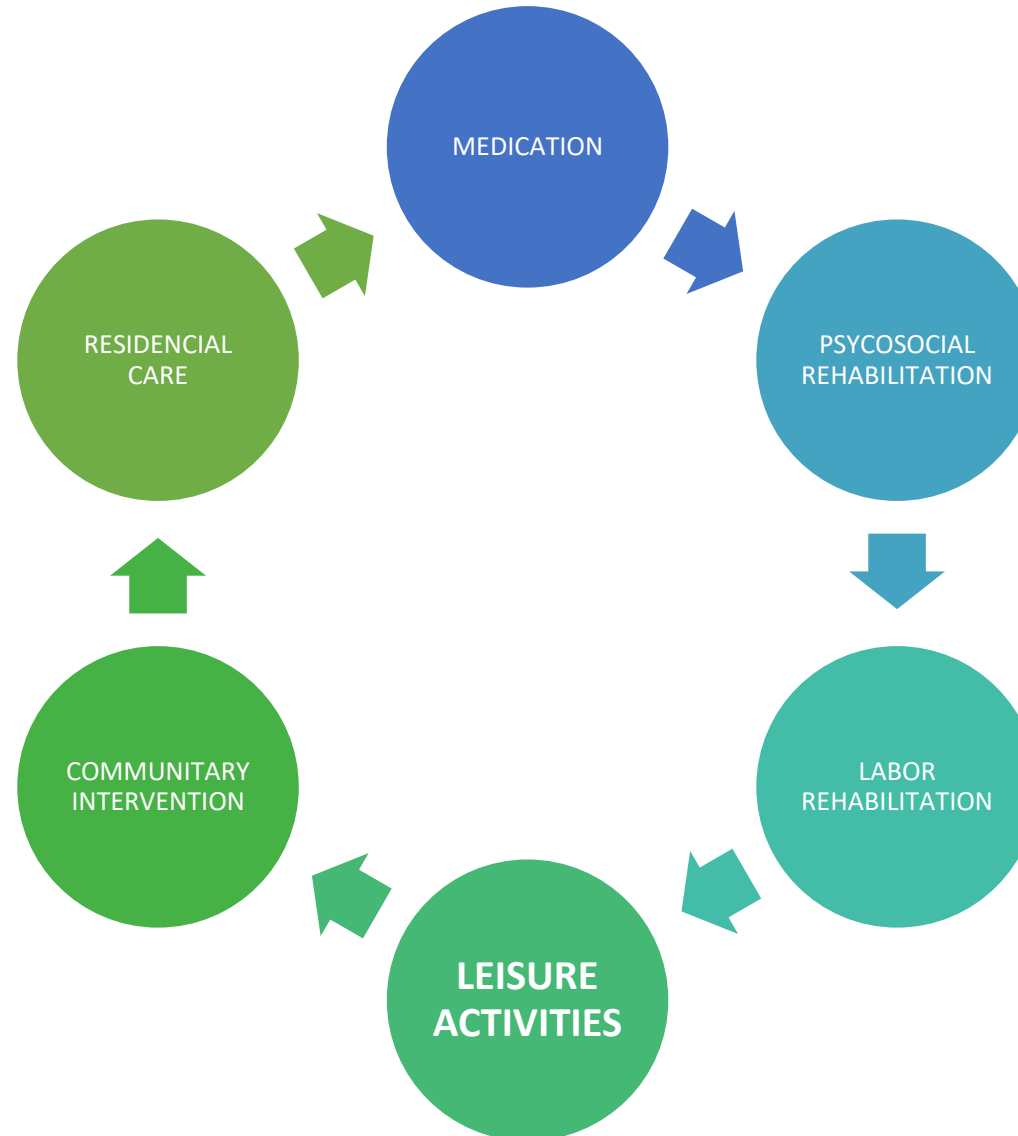 MEDICATION
PSYCOSOCIAL
REHABILITATION
LABOR
REHABILITATION
LEISURE
ACTIVITIES
COMMUNITARY
INTERVENTION
RESIDENCIAL
CARE